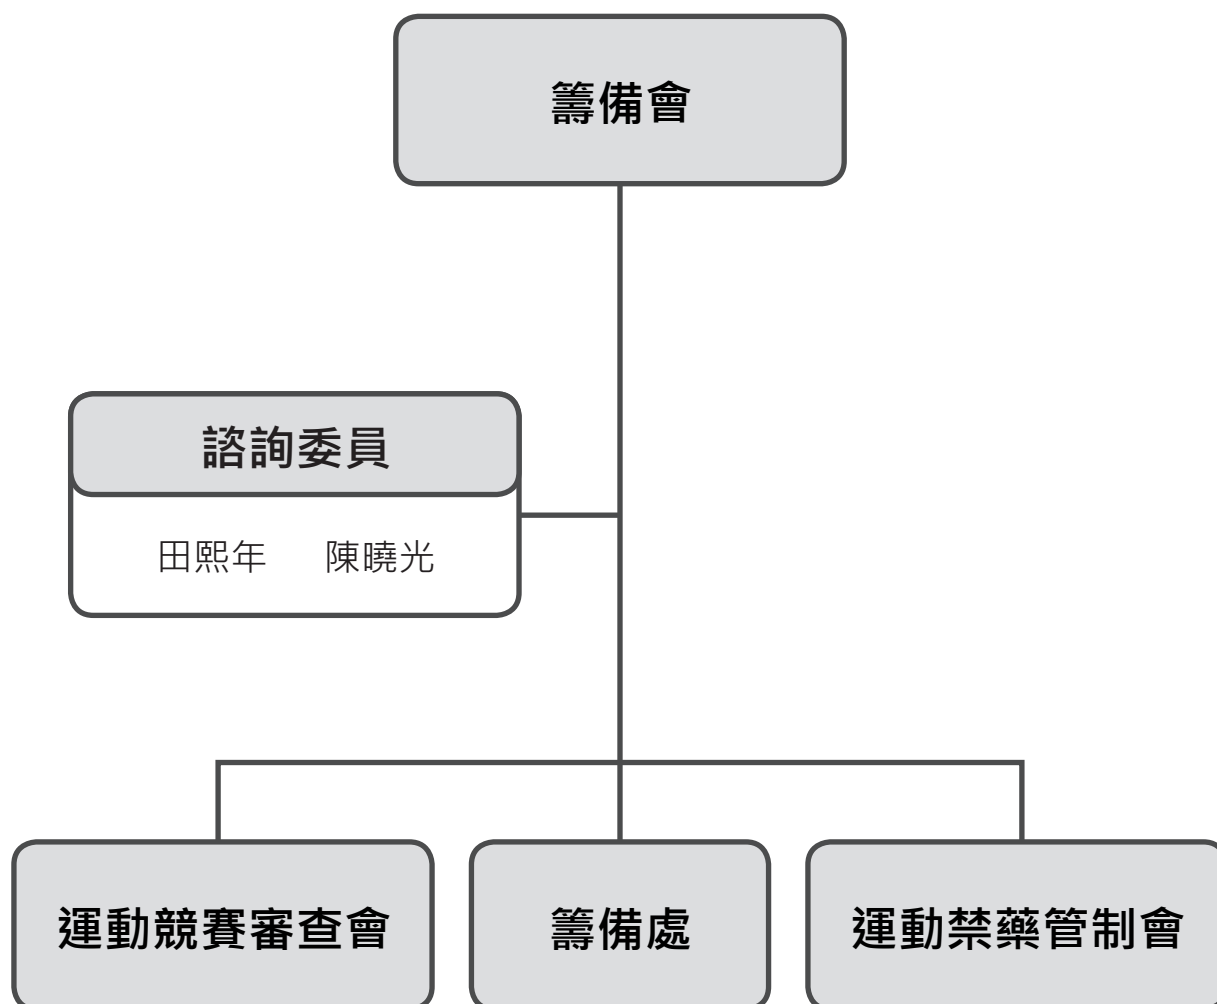 籌備會
諮詢委員
田熙年 陳曉光
運動競賽審查會
籌備處
運動禁藥管制會